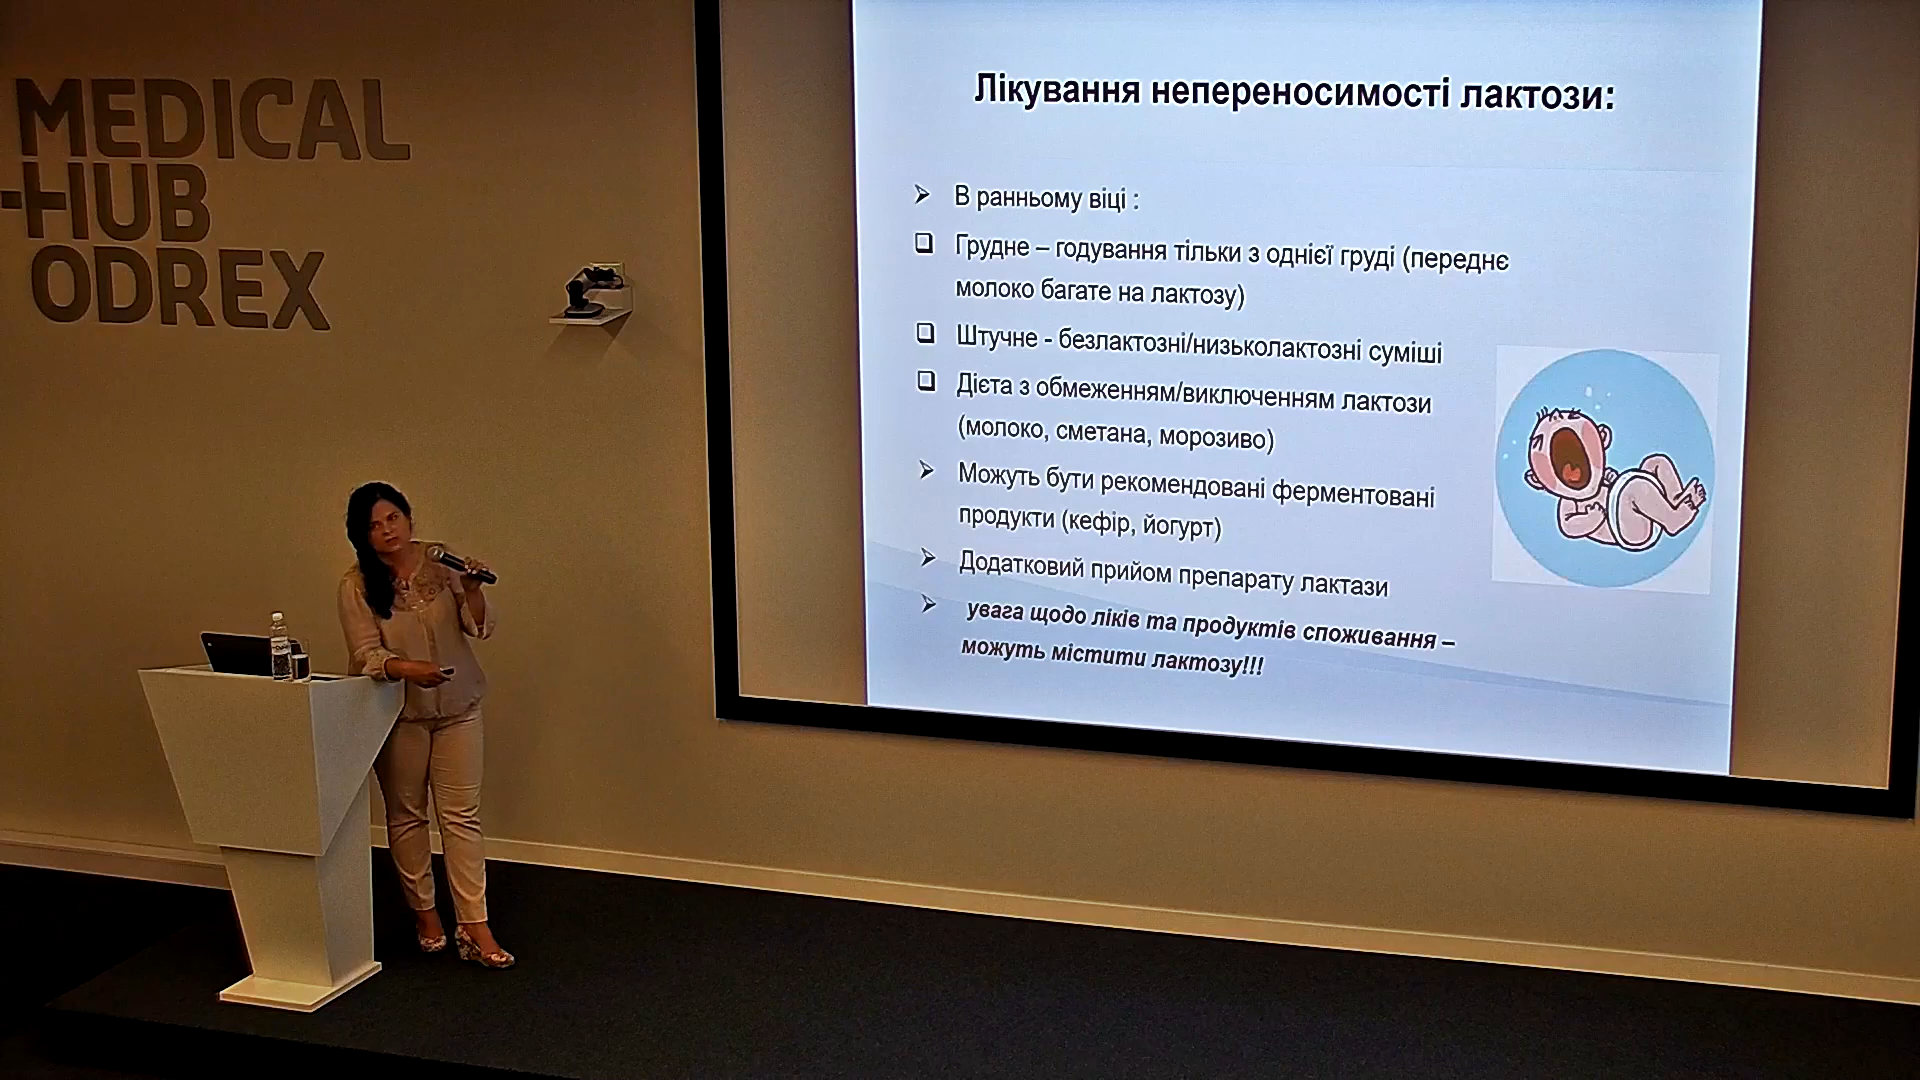 MEDICAL
HUB
ODREX
Лікування непереносимості лактози:
В ранньому віці :
Грудне – годування тільки з однієї груді (переднє
молоко багате на лактозу)
Штучне - безлактозні/низьколактозні суміші
Дієта з обмеженням/виключенням лактози
(молоко, сметана, морозиво)
Можуть бути рекомендовані ферментовані
продукти (кефір, йогурт)
Додатковий прийом препарату лактази
увага щодо ліків та продуктів споживання –
можуть містити лактозу!!!